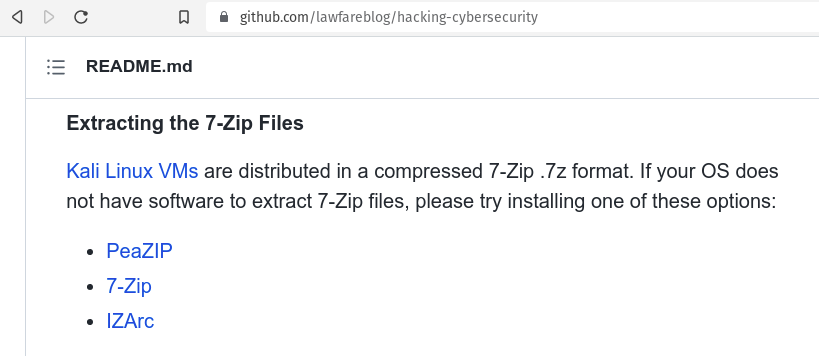 github.com/lawfareblog/hacking-cybersecurity
README.md
Extracting the 7-Zip Files
Kali Linux VMs are distributed in a compressed 7-Zip .7z format. If your OS does
not have software to extract 7-Zip files, please try installing one of these options:
• PeaZIP
• 7-Zip
• IZArc